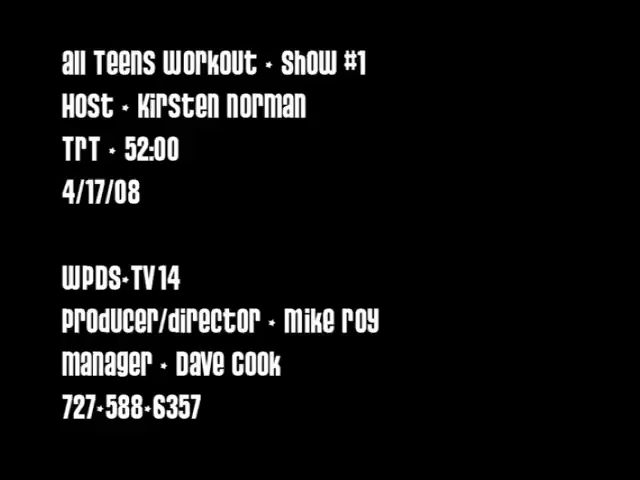 all Teens Workout • Show #1
Host • Kirsten Norman
TRT • 52:00
4/17/08
WPDS•TV14
Producer/director • Mike Roy
Manager • Dave Cook
727•588•6357